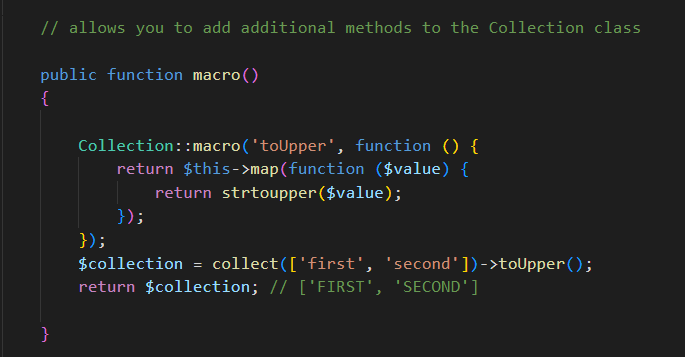 // allows you to add additional methods to the Collection class
public function macro()
{
Collection::macro('toUpper', function () {
return $this->map(function ($value) {
return strtoupper($value);
});
});
$collection = collect(['first', 'second'])->toUpper();
return $collection; // ['FIRST', 'SECOND']
}